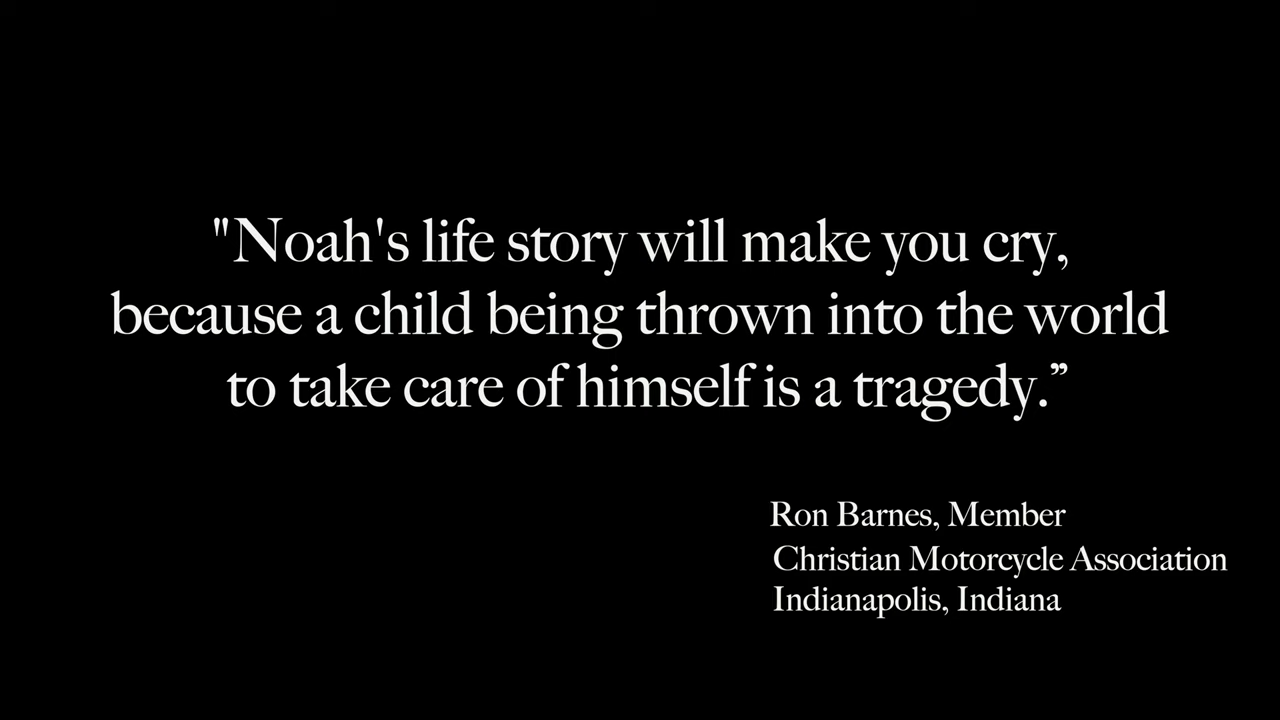 "Noah's life story will make you cry,
because a child being thrown into the world
to take care of himself is a tragedy.”
Ron Barnes, Member
Christian Motorcycle Association
Indianapolis, Indiana